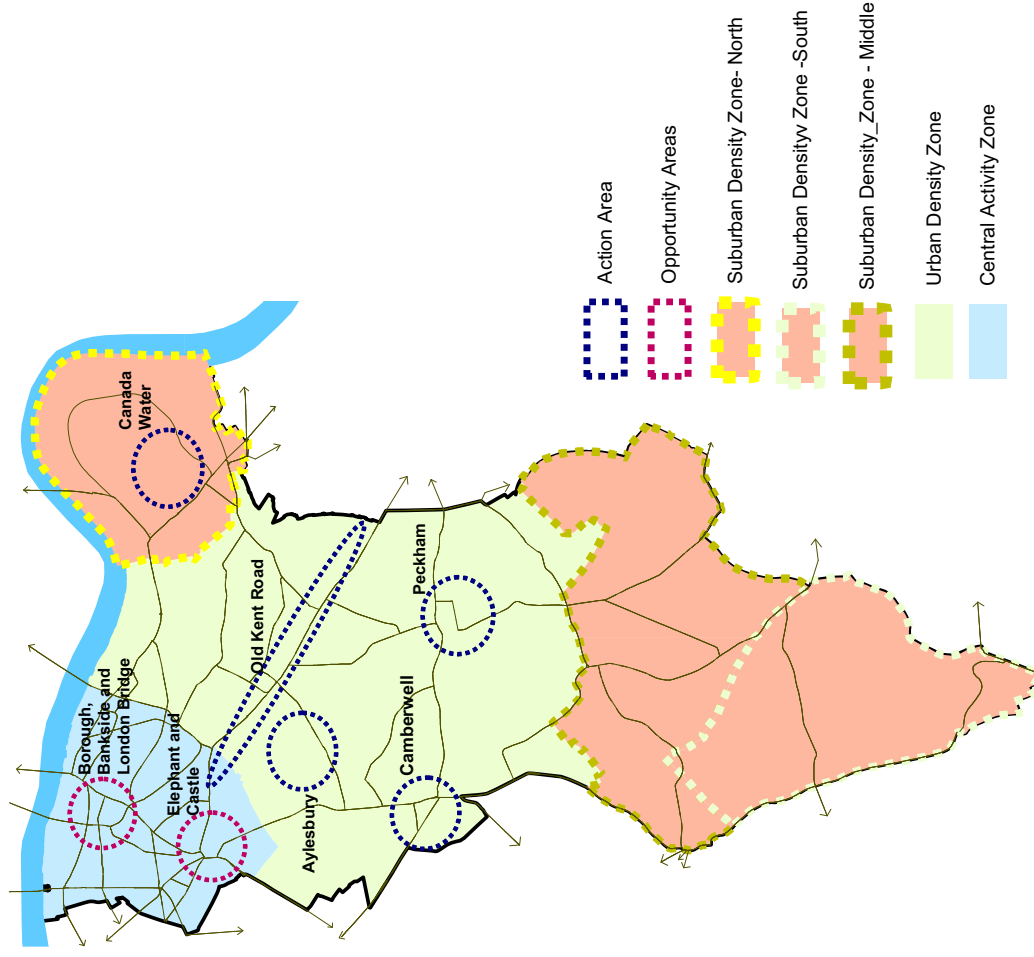 Borough,
Bankside and
London Bridge
Elephant and
Castle
Canada
Water
Old Kent Road
Aylesbury
Peckham
Camberwell
Action Area
Opportunity Areas
Suburban Density Zone- North
Suburban Densityv Zone -South
Suburban Density_Zone - Middle
Urban Density Zone
Central Activity Zone